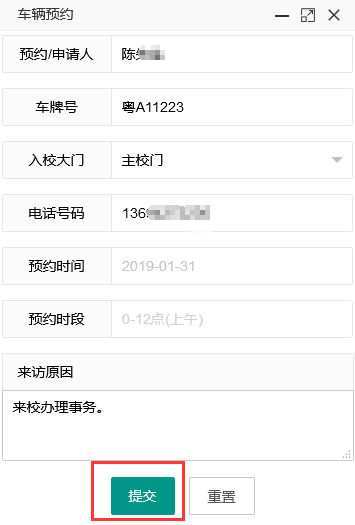 车辆预约
预约/申请人 陈
车牌号 粤A11223
入校大门 主校门
电话号码 136
预约时间 2019-01-31
预约时段 0-12点(上午)
来访原因
来校办理事务。
提交 重置